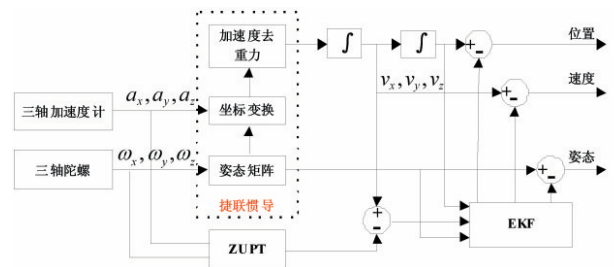 加速度去
重力
∫
∫
+
-
位置
a_x, a_y, a_z
v_x, v_y, v_z
+
-
速度
三轴加速度计
坐标变换
ω_x, ω_y, ω_z
三轴陀螺
姿态矩阵
+
-
姿态
捷联惯导
+
-
EKF
ZUPT